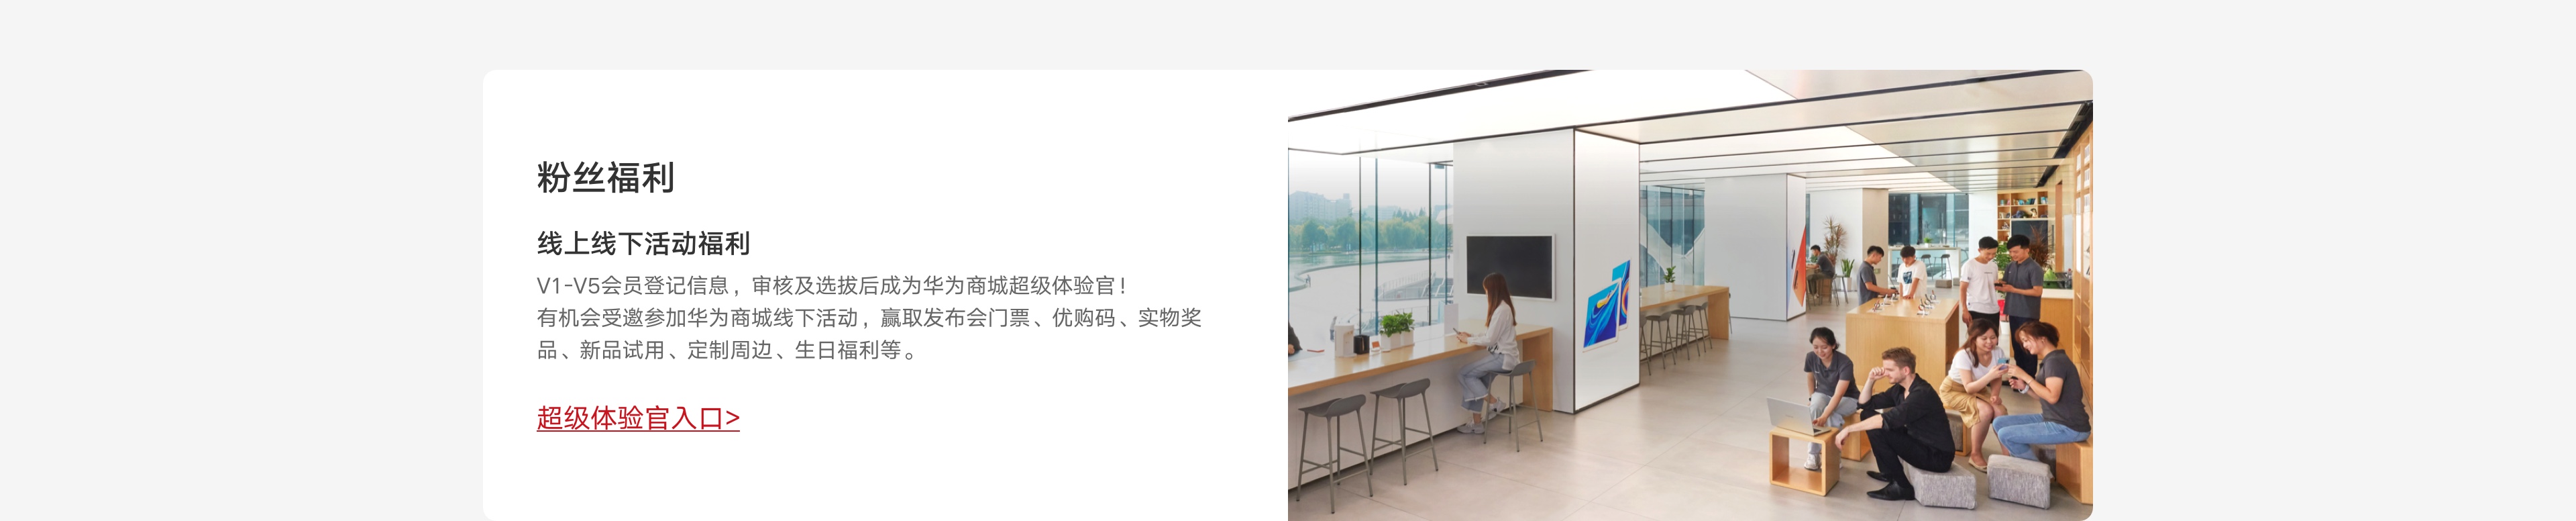 粉丝福利
线上线下活动福利
V1-V5会员登记信息，审核及选拔后成为华为商城超级体验官！
有机会受邀参加华为商城线下活动，赢取发布会门票、优购码、实物奖
品、新品试用、定制周边、生日福利等。
超级体验官入口>